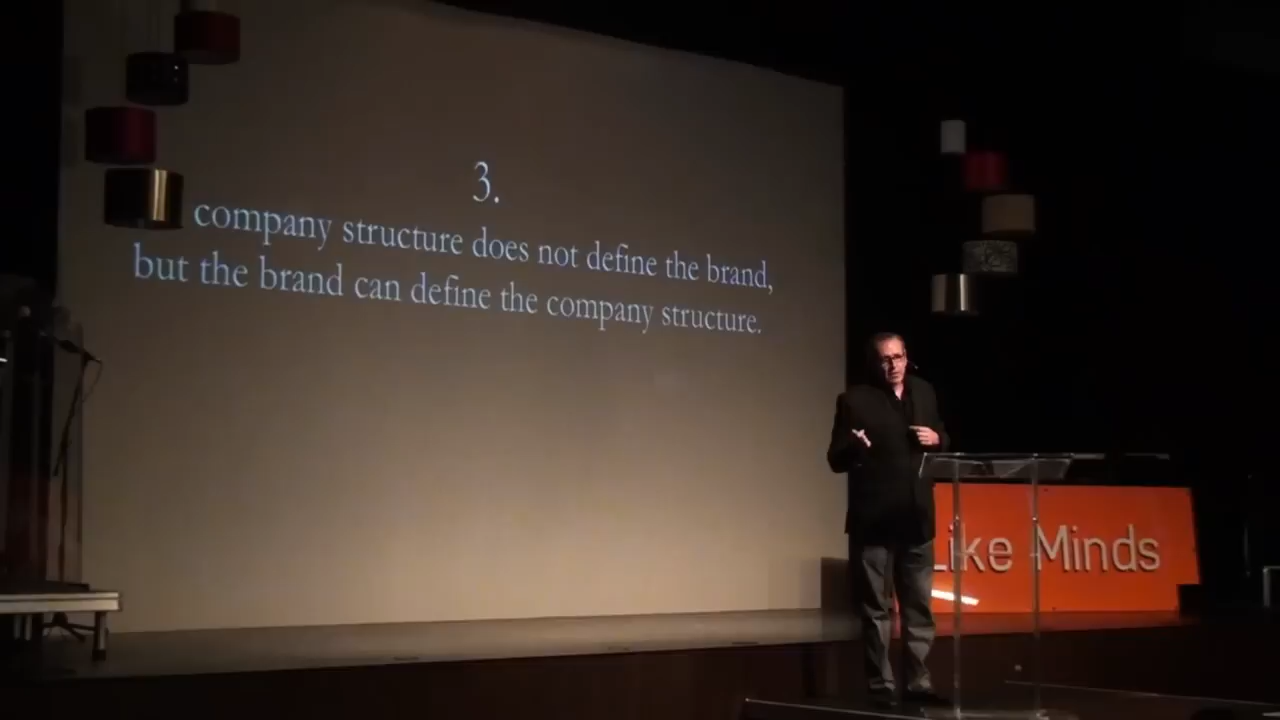 3.
company structure does not define the brand,
but the brand can define the company structure.
Like Minds